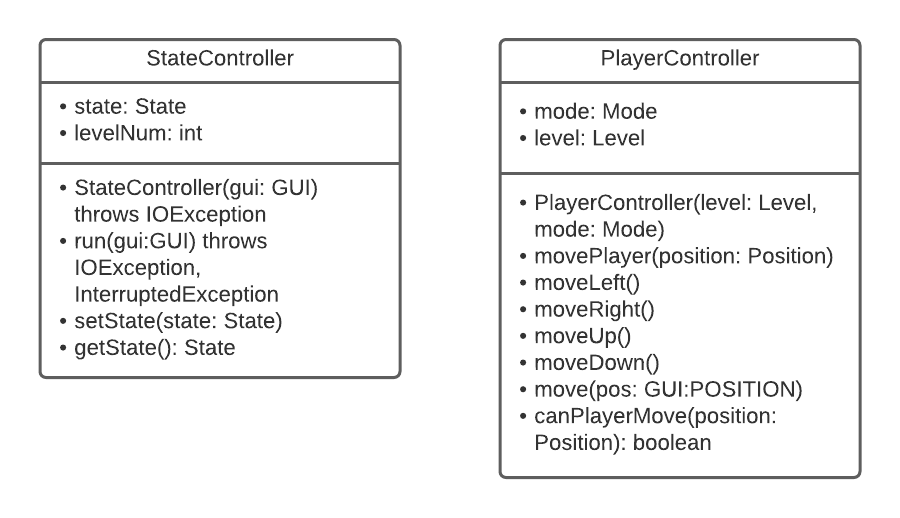 StateController
• state: State
• levelNum: int
• StateController(gui: GUI)
throws IOException
• run(gui:GUI) throws
IOException,
InterruptedException
• setState(state: State)
• getState(): State
PlayerController
• mode: Mode
• level: Level
• PlayerController(level: Level,
mode: Mode)
• movePlayer(position: Position)
• moveLeft()
• moveRight()
• moveUp()
• moveDown()
• move(pos: GUI:POSITION)
• canPlayerMove(position:
Position): boolean